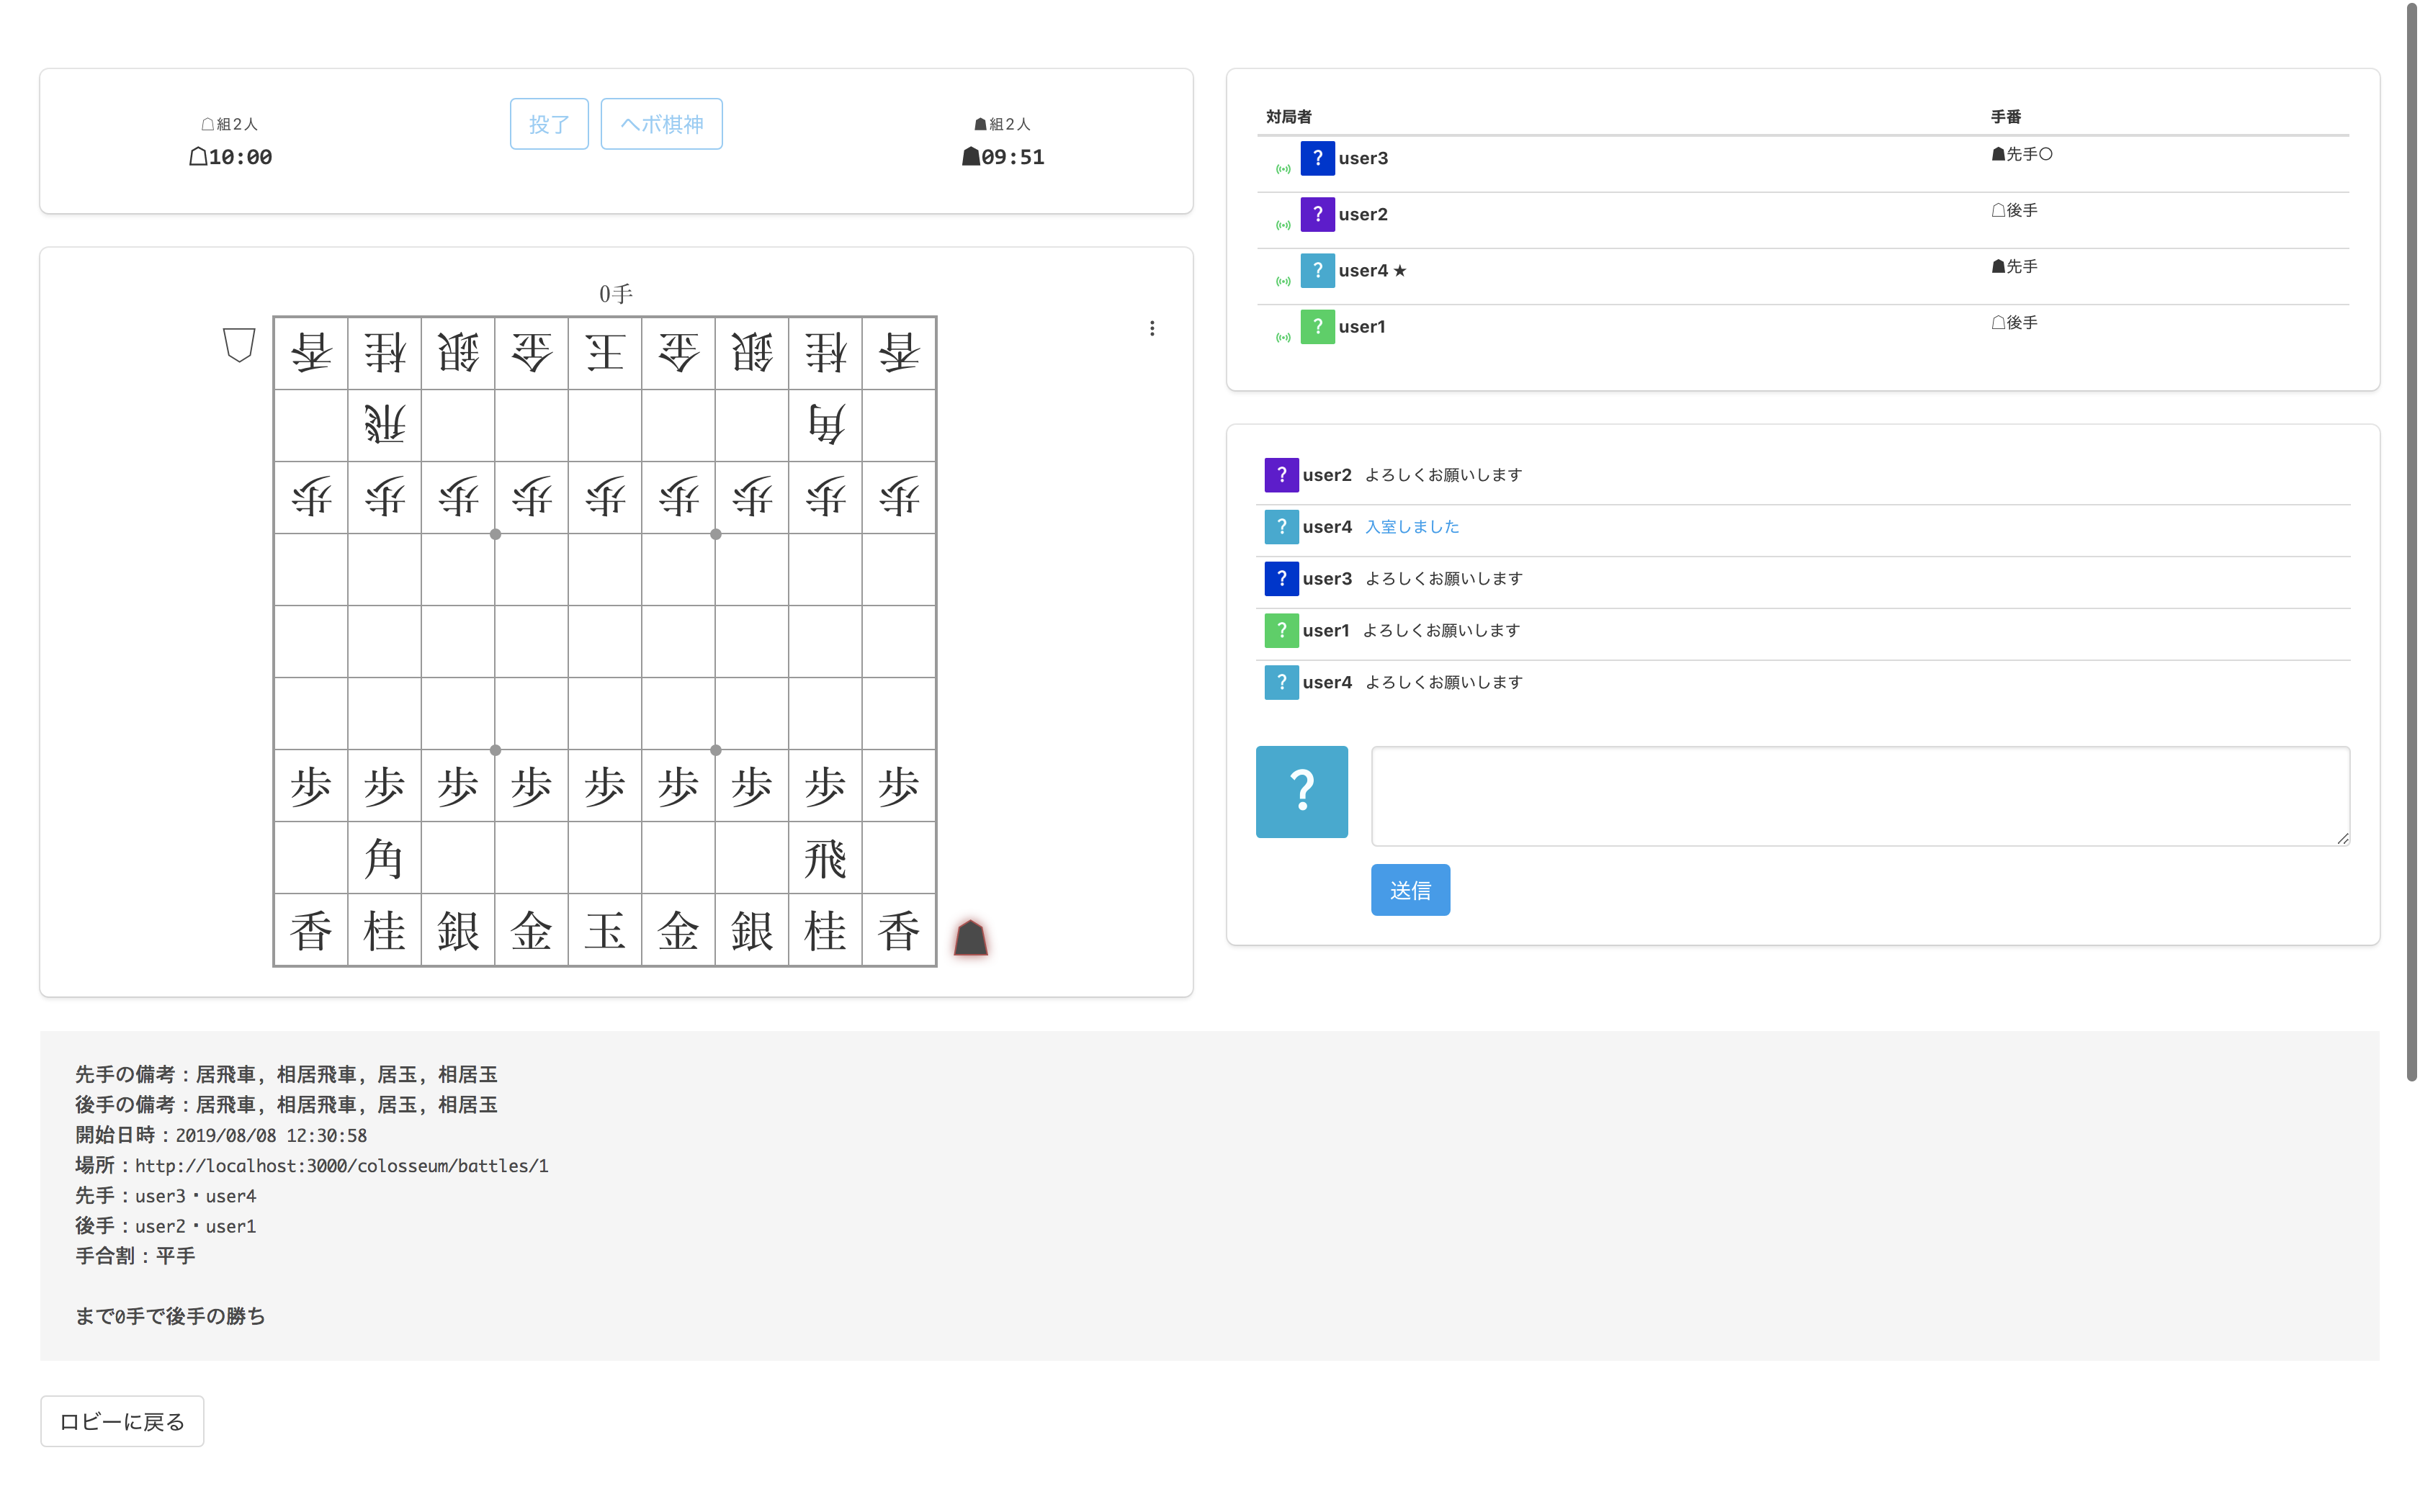 ☖組2人
☖10:00
投了
ヘボ棋神
☗組2人
☗09:51
0手
香桂銀金王金銀桂香
飛角
歩歩歩歩歩歩歩歩歩
歩歩歩歩歩歩歩歩歩
角飛
香桂銀金玉金銀桂香
対局者 手番
? user3 ☗先手○
? user2 ☖後手
? user4 ★ ☗先手
? user1 ☖後手
? user2 よろしくお願いします
? user4 入室しました
? user3 よろしくお願いします
? user1 よろしくお願いします
? user4 よろしくお願いします
?
送信
先手の備考：居飛車, 相居飛車, 居玉, 相居玉
後手の備考：居飛車, 相居飛車, 居玉, 相居玉
開始日時：2019/08/08 12:30:58
場所：http://localhost:3000/colosseum/battles/1
先手：user3・user4
後手：user2・user1
手合割：平手
まで0手で後手の勝ち
ロビーに戻る